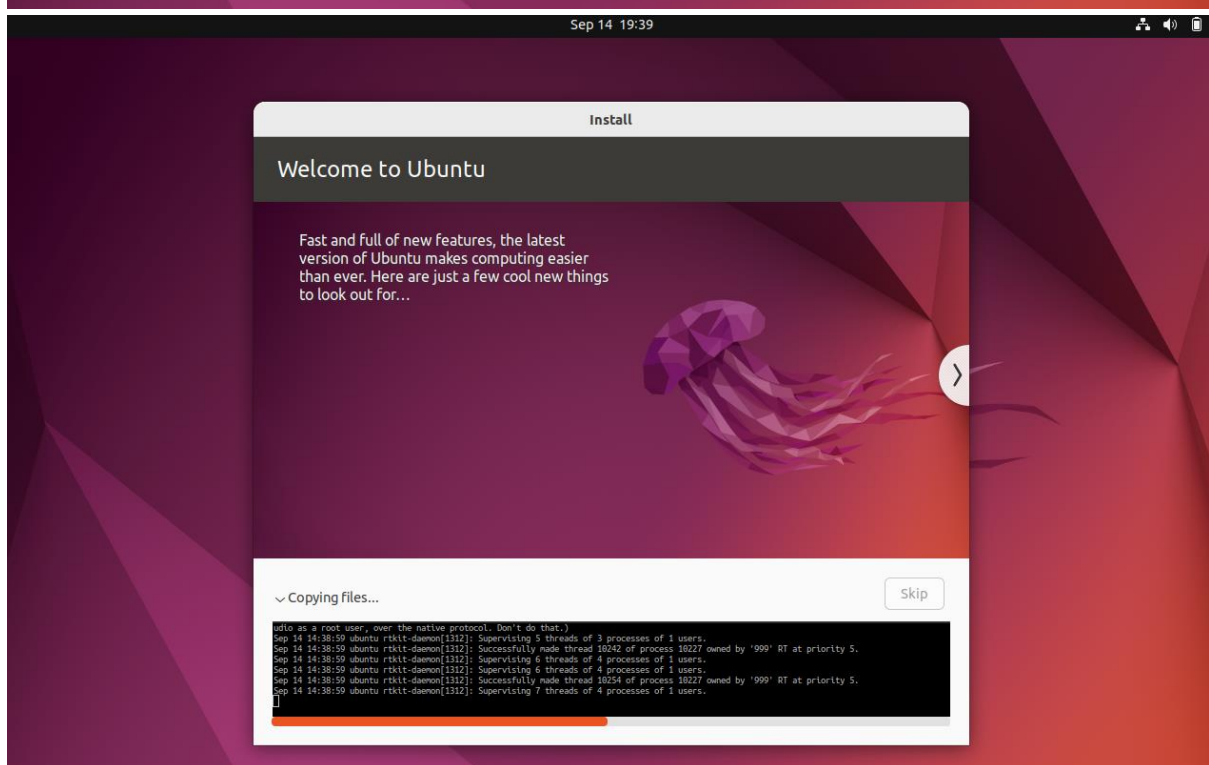 Sep 14 19:39
Install
Welcome to Ubuntu
Fast and full of new features, the latest
version of Ubuntu makes computing easier
than ever. Here are just a few cool new things
to look out for...
Copying files...
Skip
udio as a root user, over the native protocol. Don't do that.)
Sep 14 14:38:59 ubuntu rtkit-daemon[1312]: Supervising 5 threads of 3 processes of 1 users.
Sep 14 14:38:59 ubuntu rtkit-daemon[1312]: Successfully made thread 10242 of process 10227 owned by '999' RT at priority 5.
Sep 14 14:38:59 ubuntu rtkit-daemon[1312]: Supervising 6 threads of 4 processes of 1 users.
Sep 14 14:38:59 ubuntu rtkit-daemon[1312]: Supervising 6 threads of 4 processes of 1 users.
Sep 14 14:38:59 ubuntu rtkit-daemon[1312]: Successfully made thread 10254 of process 10227 owned by '999' RT at priority 5.
Sep 14 14:38:59 ubuntu rtkit-daemon[1312]: Supervising 7 threads of 4 processes of 1 users.